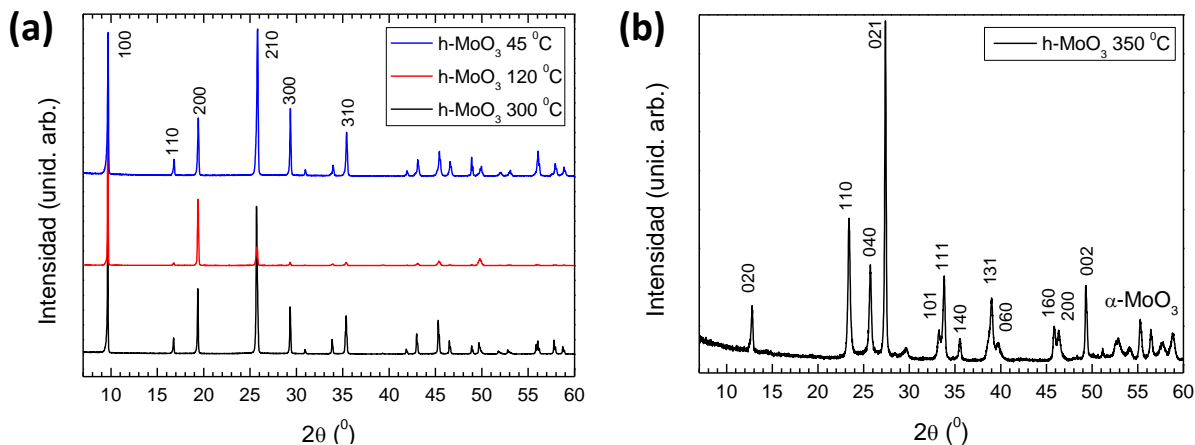 (a)
Intensidad (unid. arb.)
h-MoO₃ 45 ⁰C
h-MoO₃ 120 ⁰C
h-MoO₃ 300 ⁰C
100
110
200
210
300
310
10 15 20 25 30 35 40 45 50 55 60
2θ (⁰)
(b)
Intensidad (unid. arb.)
h-MoO₃ 350 ⁰C
020
110
040
021
101
111
140
131
060
160
200
002
α-MoO₃
10 15 20 25 30 35 40 45 50 55 60
2θ (⁰)